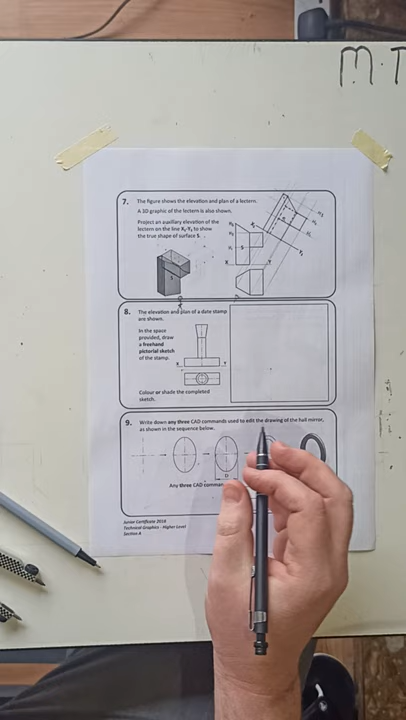 M.T
7. The figure shows the elevation and plan of a lectern.
A 3D graphic of the lectern is also shown.
Project an auxiliary elevation of the
lectern on the line X₁-Y₁ to show
the true shape of surface S.
S
S
X Y
8. The elevation and plan of a date stamp
are shown.
In the space
provided, draw
a freehand
pictorial sketch
of the stamp.
X Y
Colour or shade the completed
sketch.
9. Write down any three CAD commands used to edit the drawing of the hall mirror,
as shown in the sequence below.
D
Any three CAD comman
Junior Certificate 2018
Technical Graphics - Higher Level
Section A